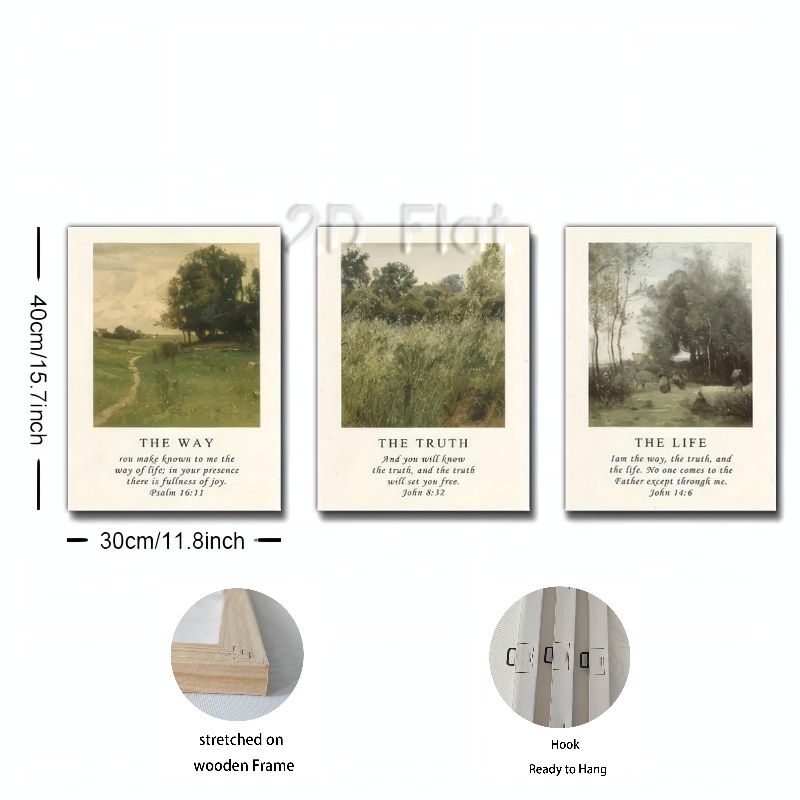 2D Flat
40cm/15.7inch
THE WAY
rou make known to me the
way of life; in your presence
there is fullness of joy.
Psalm 16:11
THE TRUTH
And you will know
the truth, and the truth
will set you free.
John 8:32
THE LIFE
Iam the way, the truth, and
the life. No one comes to the
Father except through me.
John 14:6
30cm/11.8inch
stretched on
wooden Frame
Hook
Ready to Hang